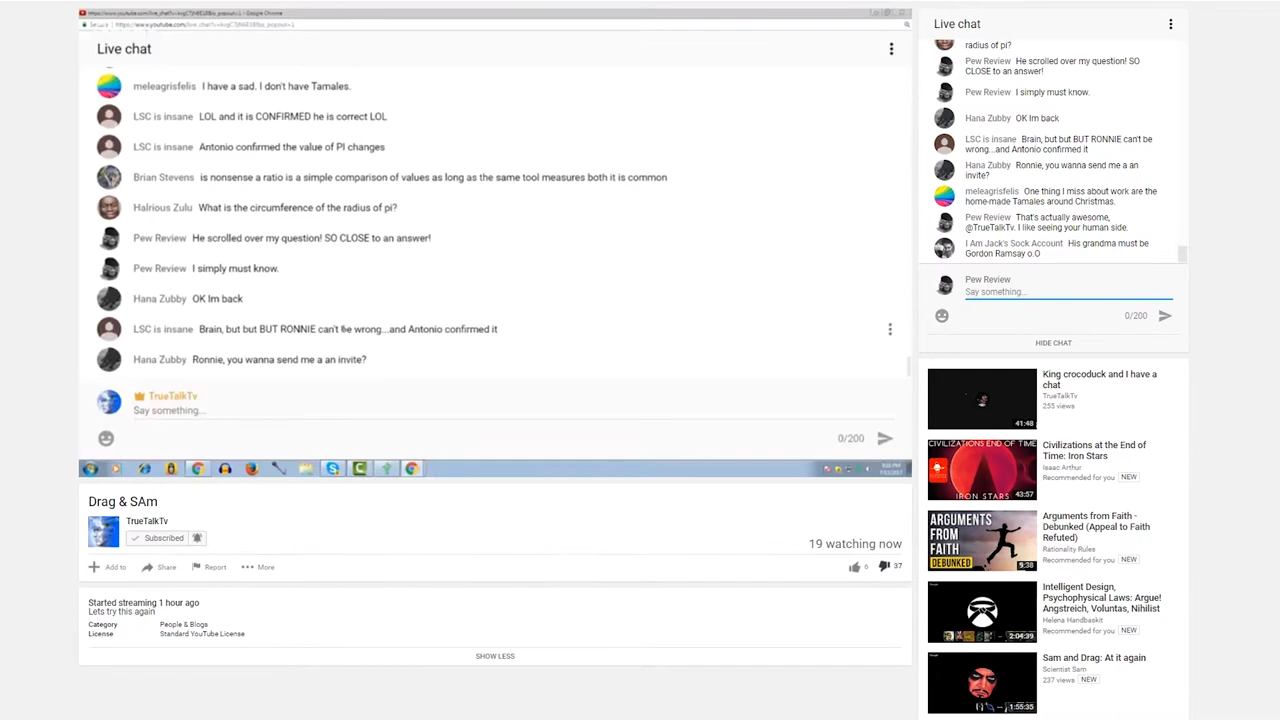 Live chat
meleagrisfelis I have a sad. I don't have Tamales.
LSC is insane LOL and it is CONFIRMED he is correct LOL
LSC is insane Antonio confirmed the value of PI changes
Brian Stevens is nonsense a ratio is a simple comparison of values as long as the same tool measures both it is common
Halrious Zulu What is the circumference of the radius of pi?
Pew Review He scrolled over my question! SO CLOSE to an answer!
Pew Review I simply must know.
Hana Zubby OK Im back
LSC is insane Brain, but but BUT RONNIE can't be wrong...and Antonio confirmed it
Hana Zubby Ronnie, you wanna send me a an invite?
TrueTalkTv
Say something...
0/200
Drag & SAm
TrueTalkTv
Subscribed
19 watching now
Add to Share Report More
6 37
Started streaming 1 hour ago
Lets try this again
Category People & Blogs
License Standard YouTube License
SHOW LESS
Live chat
radius of pi?
Pew Review He scrolled over my question! SO
CLOSE to an answer!
Pew Review I simply must know.
Hana Zubby OK Im back
LSC is insane Brain, but but BUT RONNIE can't be
wrong...and Antonio confirmed it
Hana Zubby Ronnie, you wanna send me a an
invite?
meleagrisfelis One thing I miss about work are the
home-made Tamales around Christmas.
Pew Review That's actually awesome,
@TrueTalkTv. I like seeing your human side.
I Am Jack's Sock Account His grandma must be
Gordon Ramsay o.O
Pew Review
Say something...
0/200
HIDE CHAT
King crocoduck and I have a
chat
TrueTalkTv
255 views
41:48
CIVILIZATIONS END OF TIME:
IRON STARS
43:57
Civilizations at the End of
Time: Iron Stars
Isaac Arthur
Recommended for you NEW
ARGUMENTS
FROM
FAITH
DEBUNKED
9:38
Arguments from Faith -
Debunked (Appeal to Faith
Refuted)
Rationality Rules
Recommended for you NEW
2:04:39
Intelligent Design,
Psychophysical Laws: Argue!
Angstreich, Voluntas, Nihilist
Helena Handbaskit
Recommended for you NEW
1:55:35
Sam and Drag: At it again
Scientist Sam
237 views NEW